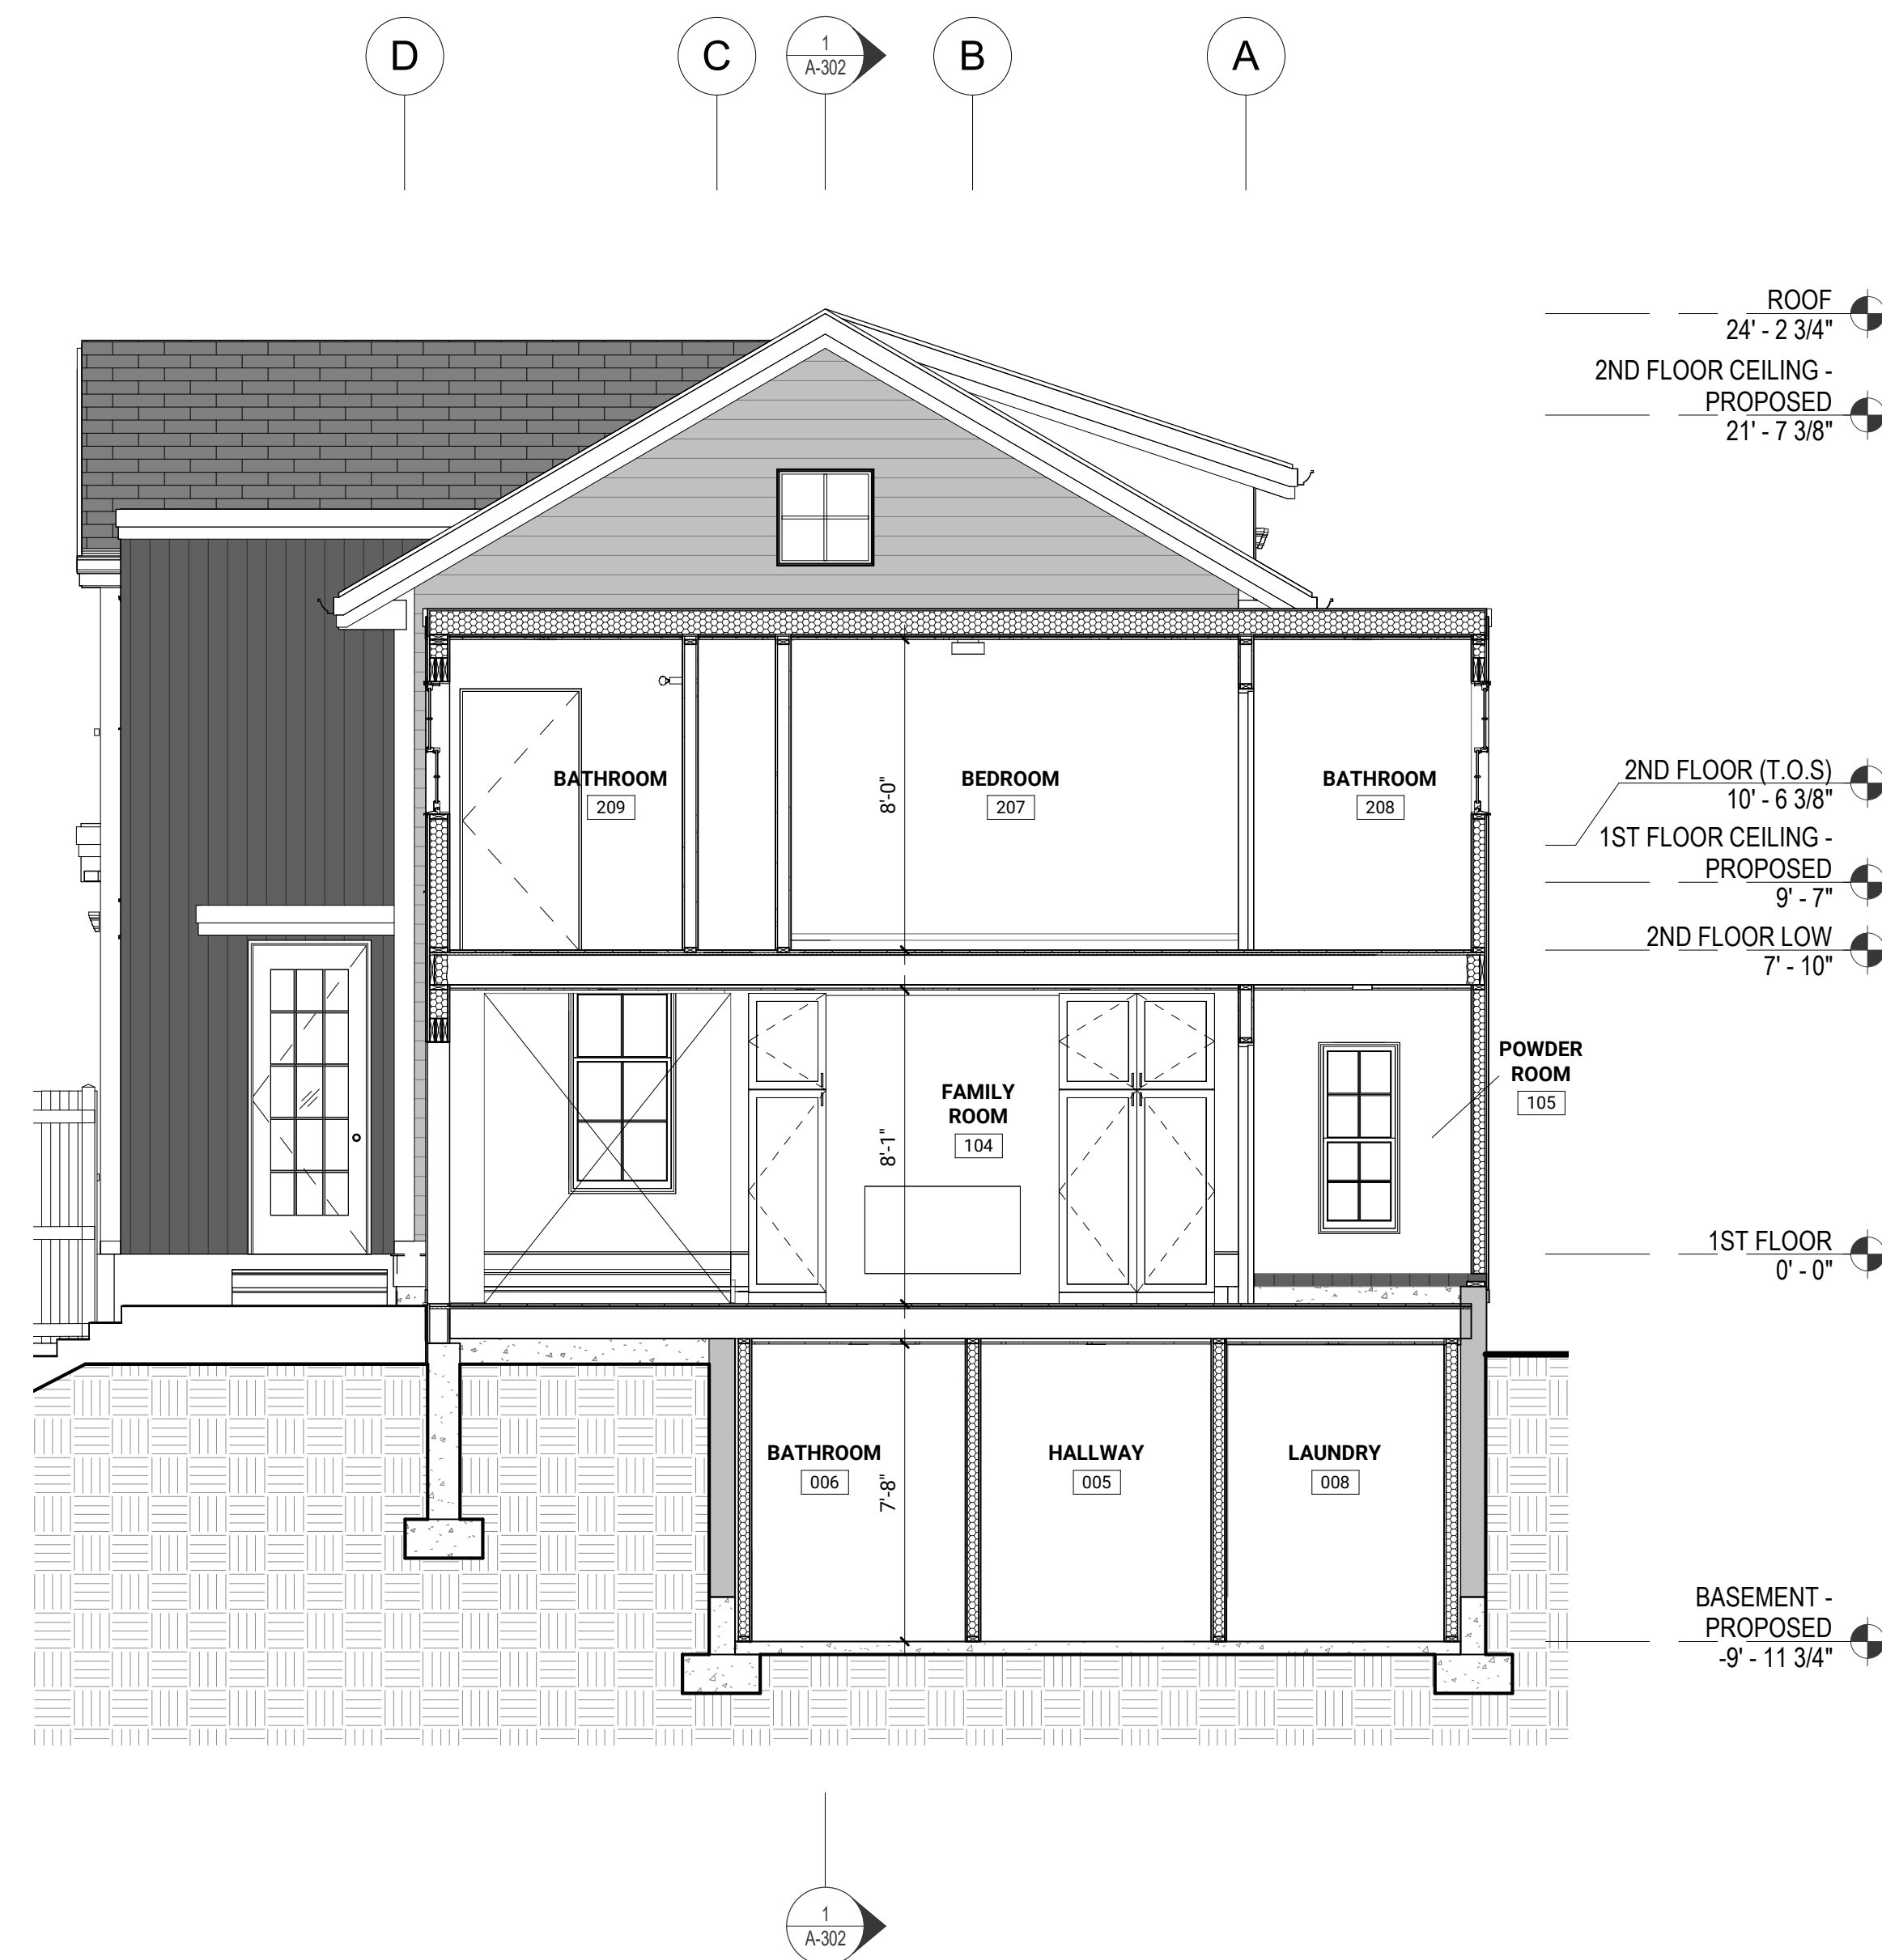 D
C
1
A-302
B
A
ROOF
24' - 2 3/4"
2ND FLOOR CEILING -
PROPOSED
21' - 7 3/8"
BATHROOM
209
8'-0"
BEDROOM
207
BATHROOM
208
2ND FLOOR (T.O.S)
10' - 6 3/8"
1ST FLOOR CEILING -
PROPOSED
9' - 7"
2ND FLOOR LOW
7' - 10"
8'-1"
FAMILY
ROOM
104
POWDER
ROOM
105
1ST FLOOR
0' - 0"
BATHROOM
006
7'-8"
HALLWAY
005
LAUNDRY
008
BASEMENT -
PROPOSED
-9' - 11 3/4"
1
A-302